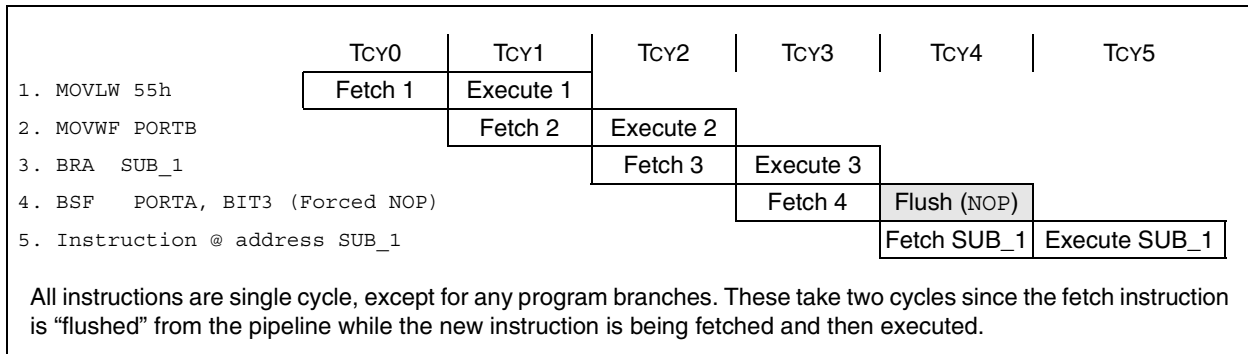 TCY0 TCY1 TCY2 TCY3 TCY4 TCY5
1. MOVLW 55h Fetch 1 Execute 1
2. MOVWF PORTB Fetch 2 Execute 2
3. BRA SUB_1 Fetch 3 Execute 3
4. BSF PORTA, BIT3 (Forced NOP) Fetch 4 Flush (NOP)
5. Instruction @ address SUB_1 Fetch SUB_1 Execute SUB_1
All instructions are single cycle, except for any program branches. These take two cycles since the fetch instruction
is “flushed” from the pipeline while the new instruction is being fetched and then executed.